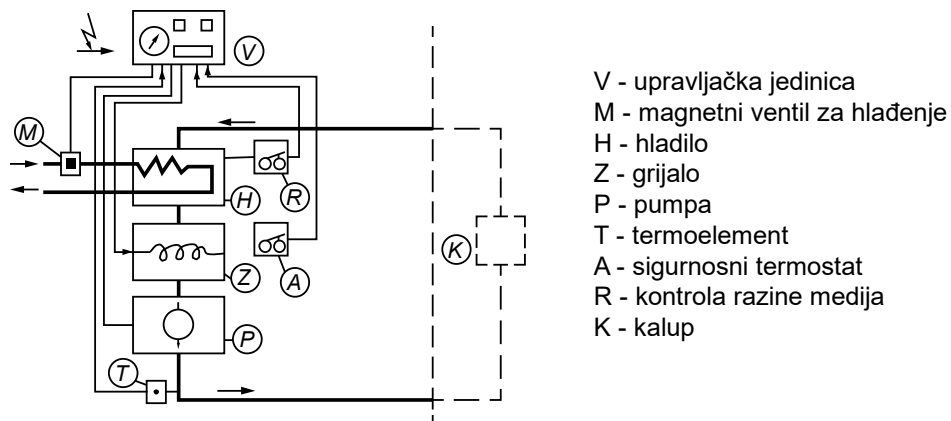 V
M
H
R
Z
A
K
P
T
V - upravljačka jedinica
M - magnetni ventil za hlađenje
H - hladilo
Z - grijalo
P - pumpa
T - termoelement
A - sigurnosni termostat
R - kontrola razine medija
K - kalup